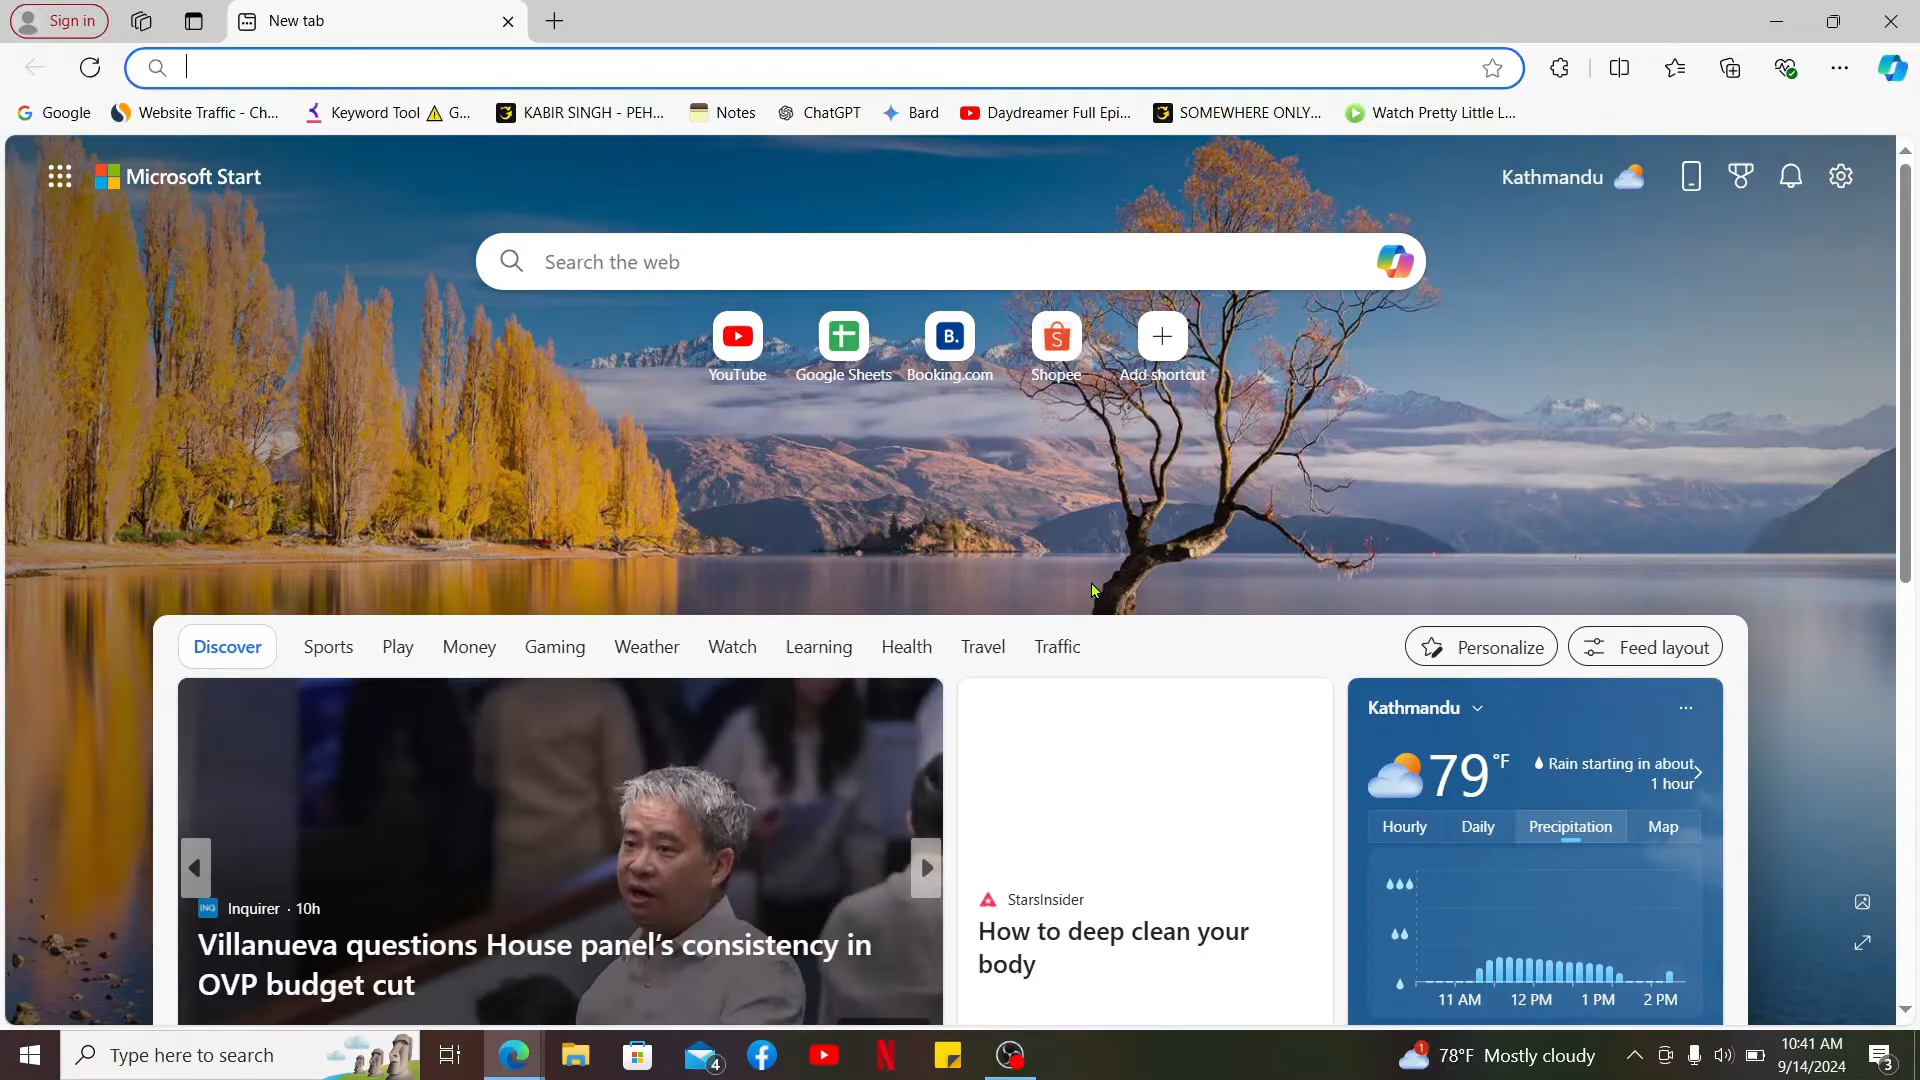 Sign in
New tab
Google
Website Traffic - Ch...
Keyword Tool
G...
KABIR SINGH - PEH...
Notes
ChatGPT
Bard
Daydreamer Full Epi...
SOMEWHERE ONLY...
Watch Pretty Little L...
Microsoft Start
Kathmandu
Search the web
B.
YouTube
Google Sheets
Booking.com
Shopee
Add shortcut
Discover
Sports
Play
Money
Gaming
Weather
Watch
Learning
Health
Travel
Traffic
Personalize
Feed layout
INQ
Inquirer · 10h
Villanueva questions House panel's consistency in
OVP budget cut
StarsInsider
How to deep clean your
body
Kathmandu
79 °F
Rain starting in about
1 hour
Hourly
Daily
Precipitation
Map
11 AM
12 PM
1 PM
2 PM
Type here to search
4
1
78°F Mostly cloudy
10:41 AM
9/14/2024
3